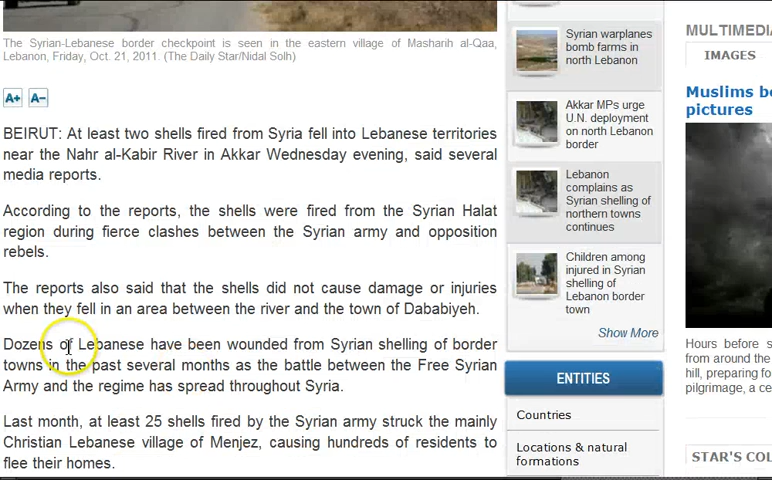 The Syrian-Lebanese border checkpoint is seen in the eastern village of Masharih al-Qaa,
Lebanon, Friday, Oct. 21, 2011. (The Daily Star/Nidal Solh)
A+ A-
BEIRUT: At least two shells fired from Syria fell into Lebanese territories
near the Nahr al-Kabir River in Akkar Wednesday evening, said several
media reports.
According to the reports, the shells were fired from the Syrian Halat
region during fierce clashes between the Syrian army and opposition
rebels.
The reports also said that the shells did not cause damage or injuries
when they fell in an area between the river and the town of Dababiyeh.
Dozens of Lebanese have been wounded from Syrian shelling of border
towns in the past several months as the battle between the Free Syrian
Army and the regime has spread throughout Syria.
Last month, at least 25 shells fired by the Syrian army struck the mainly
Christian Lebanese village of Menjez, causing hundreds of residents to
flee their homes.
Syrian warplanes
bomb farms in
north Lebanon
Akkar MPs urge
U.N. deployment
on north Lebanon
border
Lebanon
complains as
Syrian shelling of
northern towns
continues
Children among
injured in Syrian
shelling of
Lebanon border
town
Show More
ENTITIES
Countries
Locations & natural
formations
MULTIMEDIA
IMAGES
Muslims be
pictures
Hours before s
from around the
hill, preparing fo
pilgrimage, a ce
STAR'S COL